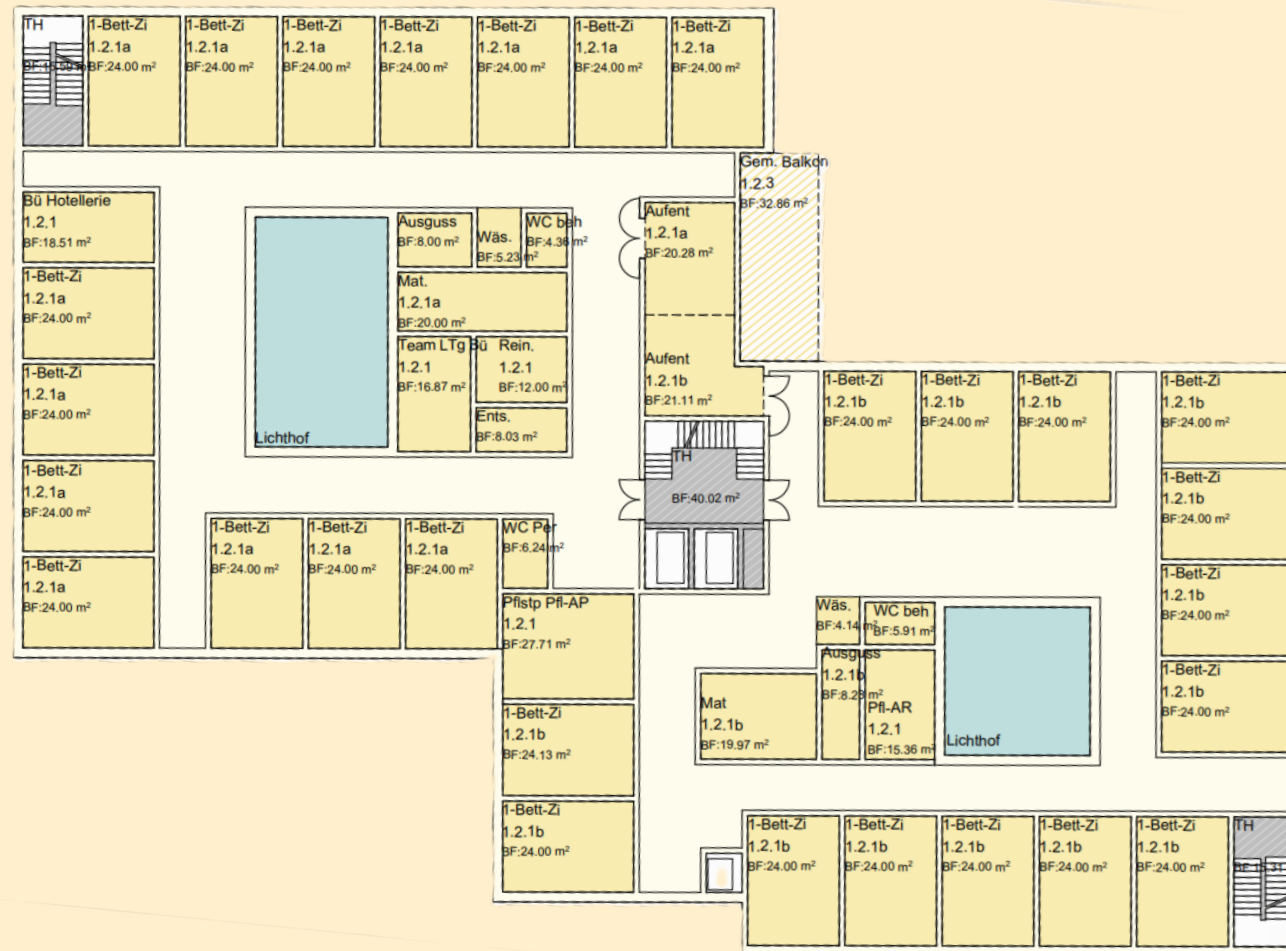 TH
BF:15.59 m²
1-Bett-Zi
1.2.1a
BF:24.00 m²
1-Bett-Zi
1.2.1a
BF:24.00 m²
1-Bett-Zi
1.2.1a
BF:24.00 m²
1-Bett-Zi
1.2.1a
BF:24.00 m²
1-Bett-Zi
1.2.1a
BF:24.00 m²
1-Bett-Zi
1.2.1a
BF:24.00 m²
1-Bett-Zi
1.2.1a
BF:24.00 m²
Gem. Balkon
1.2.3
BF:32.86 m²
Bü Hotellerie
1.2.1
BF:18.51 m²
1-Bett-Zi
1.2.1a
BF:24.00 m²
1-Bett-Zi
1.2.1a
BF:24.00 m²
1-Bett-Zi
1.2.1a
BF:24.00 m²
1-Bett-Zi
1.2.1a
BF:24.00 m²
Lichthof
Ausguss
BF:8.00 m²
Wäs.
BF:5.23 m²
WC beh
BF:4.36 m²
Mat.
1.2.1a
BF:20.00 m²
Team LTg Bü
1.2.1
BF:16.87 m²
Rein.
1.2.1
BF:12.00 m²
Ents.
BF:8.03 m²
Aufent
1.2.1a
BF:20.28 m²
Aufent
1.2.1b
BF:21.11 m²
TH
BF:40.02 m²
1-Bett-Zi
1.2.1b
BF:24.00 m²
1-Bett-Zi
1.2.1b
BF:24.00 m²
1-Bett-Zi
1.2.1b
BF:24.00 m²
1-Bett-Zi
1.2.1b
BF:24.00 m²
1-Bett-Zi
1.2.1b
BF:24.00 m²
1-Bett-Zi
1.2.1b
BF:24.00 m²
1-Bett-Zi
1.2.1b
BF:24.00 m²
1-Bett-Zi
1.2.1a
BF:24.00 m²
1-Bett-Zi
1.2.1a
BF:24.00 m²
1-Bett-Zi
1.2.1a
BF:24.00 m²
WC Per
BF:6.24 m²
Pflstp Pfl-AP
1.2.1
BF:27.71 m²
1-Bett-Zi
1.2.1b
BF:24.13 m²
1-Bett-Zi
1.2.1b
BF:24.00 m²
Wäs.
BF:4.14 m²
WC beh
BF:5.91 m²
Ausguss
1.2.1b
BF:8.23 m²
Mat
1.2.1b
BF:19.97 m²
Pfl-AR
1.2.1
BF:15.36 m²
Lichthof
1-Bett-Zi
1.2.1b
BF:24.00 m²
1-Bett-Zi
1.2.1b
BF:24.00 m²
1-Bett-Zi
1.2.1b
BF:24.00 m²
1-Bett-Zi
1.2.1b
BF:24.00 m²
1-Bett-Zi
1.2.1b
BF:24.00 m²
TH
BF:15.31